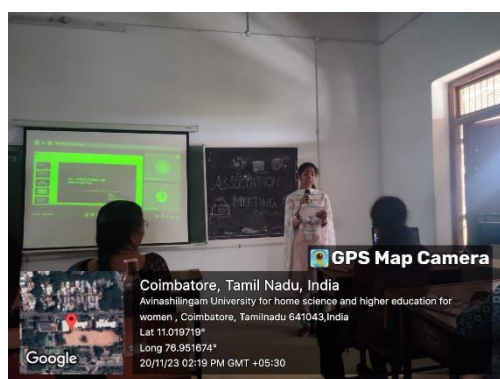 ASSOCIATION
MEETING
GPS Map Camera
Coimbatore, Tamil Nadu, India
Avinashilingam University for home science and higher education for
women , Coimbatore, Tamilnadu 641043,India
Lat 11.019719°
Long 76.951674°
20/11/23 02:19 PM GMT +05:30
Google